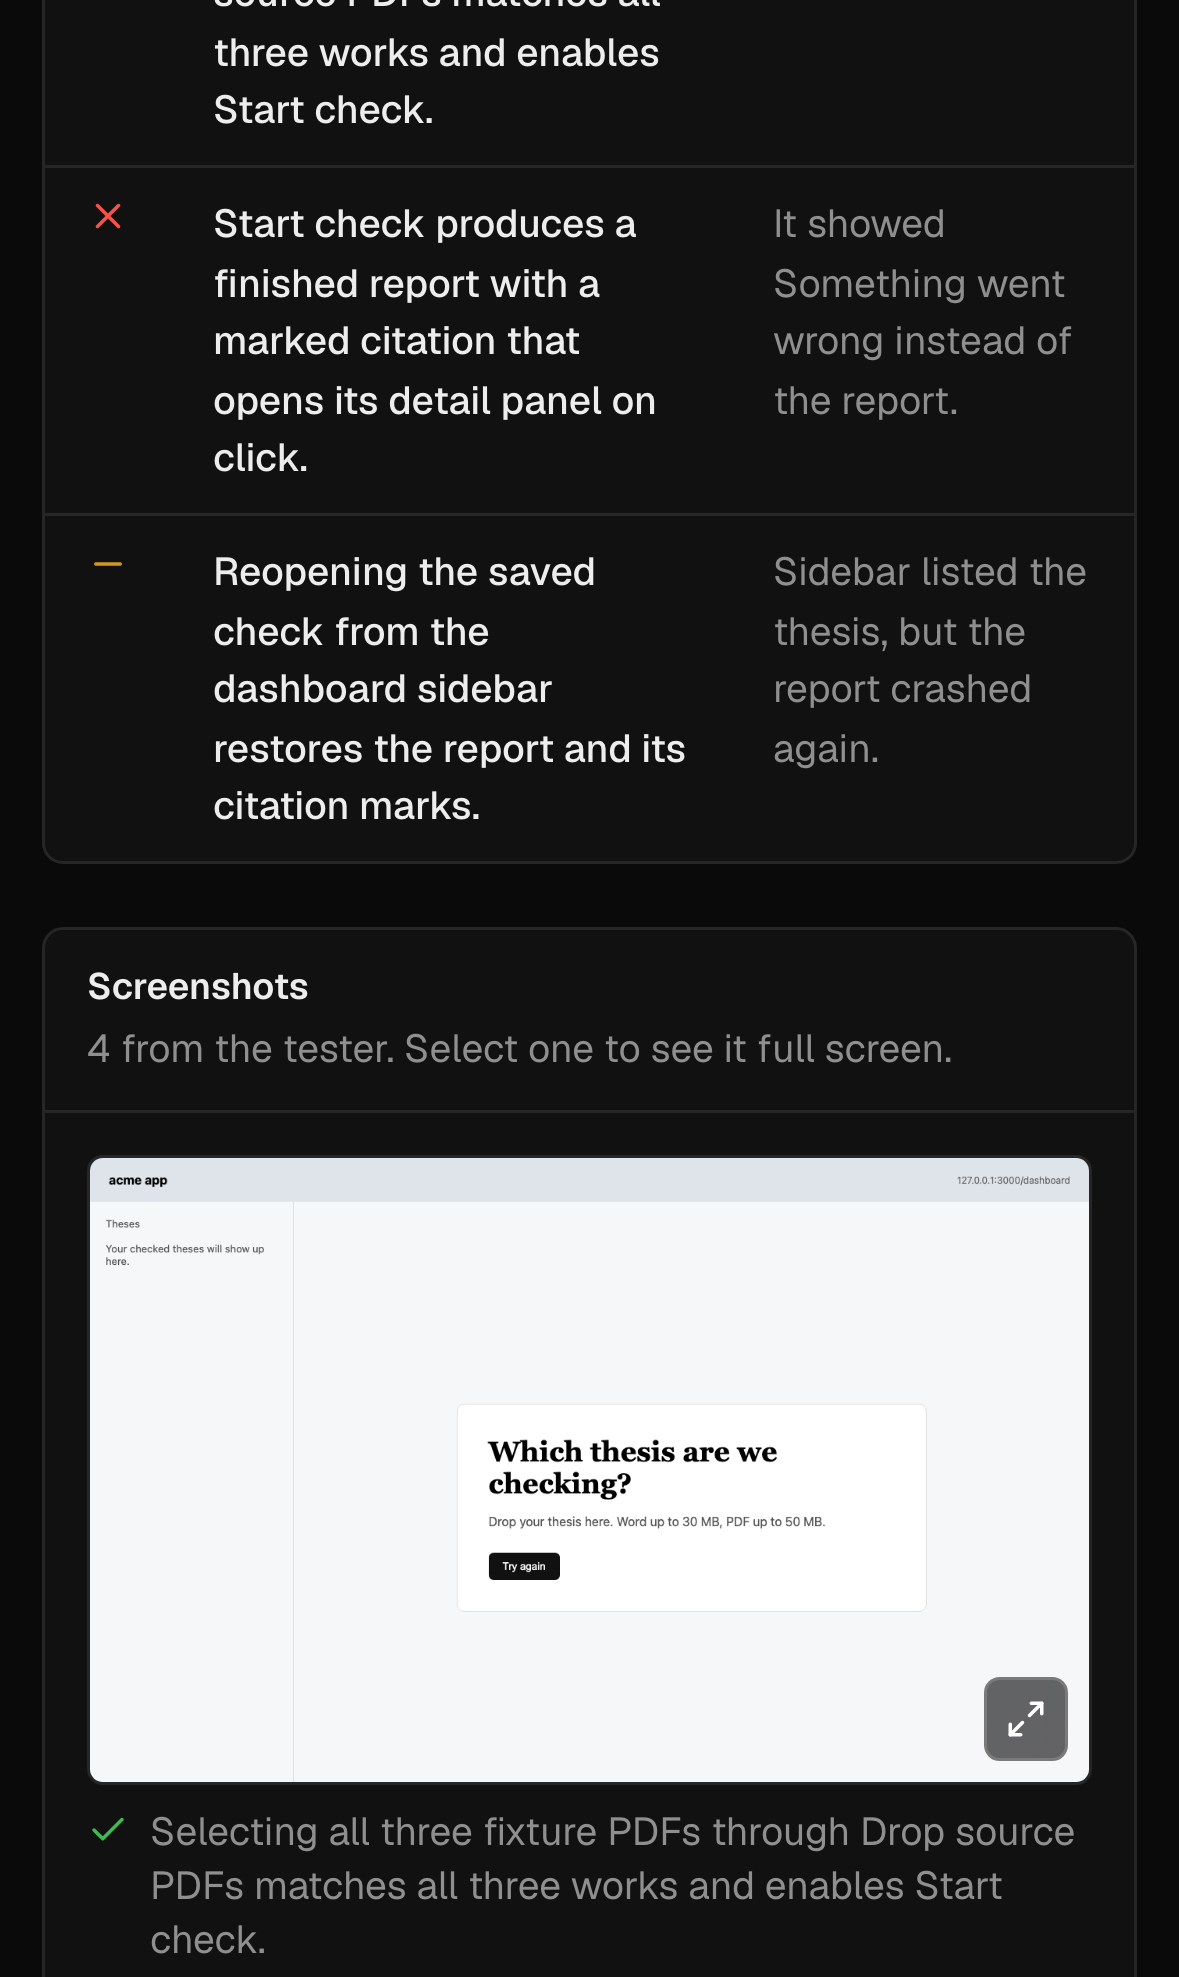 three works and enables
Start check.
Start check produces a
finished report with a
marked citation that
opens its detail panel on
click.
It showed
Something went
wrong instead of
the report.
Reopening the saved
check from the
dashboard sidebar
restores the report and its
citation marks.
Sidebar listed the
thesis, but the
report crashed
again.
Screenshots
4 from the tester. Select one to see it full screen.
acme app
127.0.0.1:3000/dashboard
Theses
Your checked theses will show up
here.
Which thesis are we
checking?
Drop your thesis here. Word up to 30 MB, PDF up to 50 MB.
Try again
Selecting all three fixture PDFs through Drop source
PDFs matches all three works and enables Start
check.